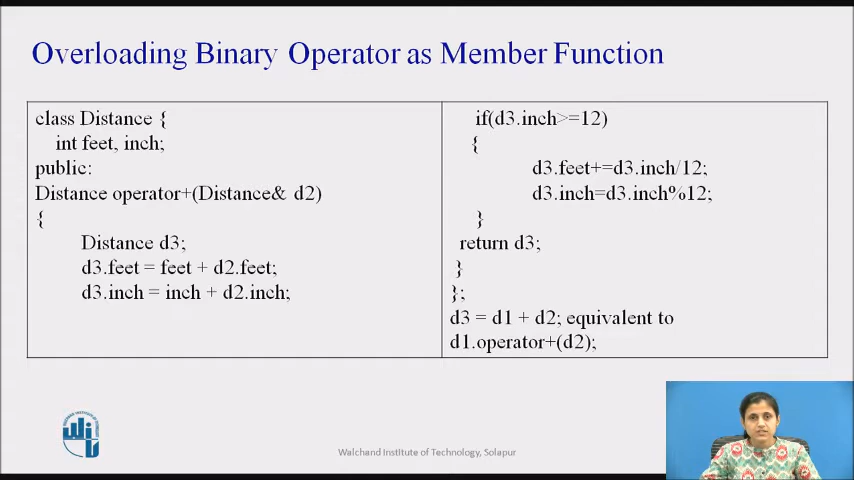 Overloading Binary Operator as Member Function
class Distance {
int feet, inch;
public:
Distance operator+(Distance& d2)
{
Distance d3;
d3.feet = feet + d2.feet;
d3.inch = inch + d2.inch;
if(d3.inch>=12)
{
d3.feet+=d3.inch/12;
d3.inch=d3.inch%12;
}
return d3;
}
};
d3 = d1 + d2; equivalent to
d1.operator+(d2);
Walchand Institute of Technology, Solapur